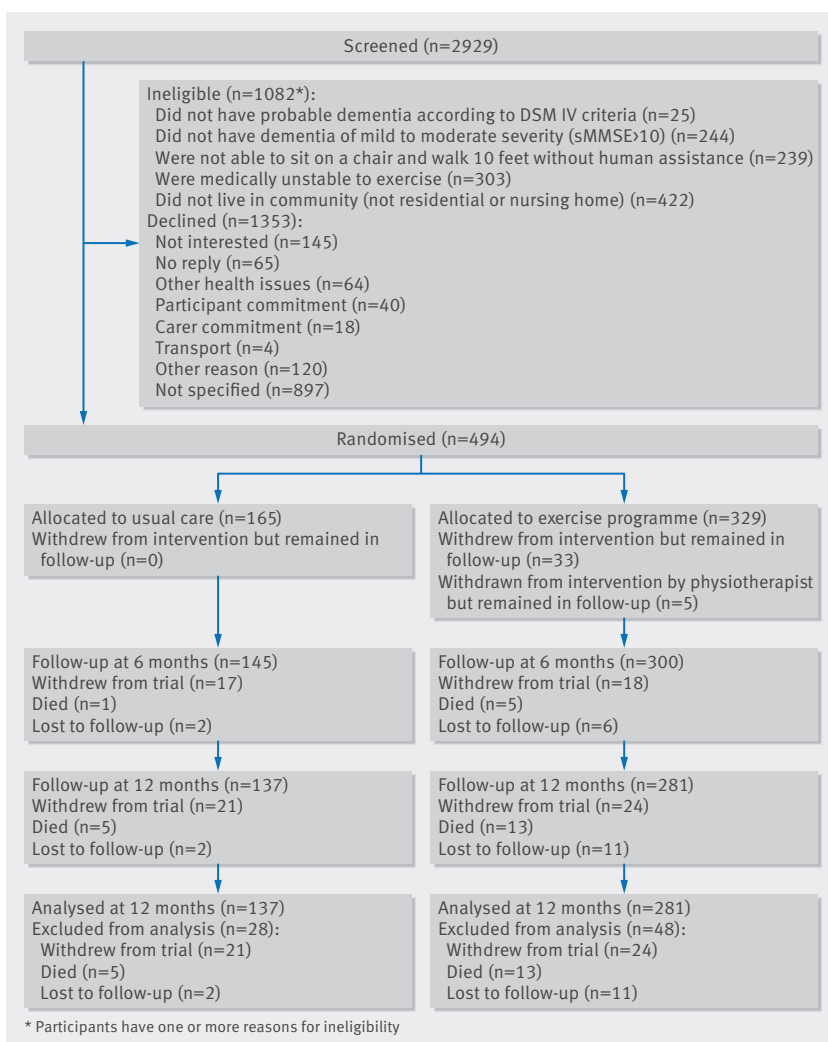 Screened (n=2929)
Ineligible (n=1082*):
Did not have probable dementia according to DSM IV criteria (n=25)
Did not have dementia of mild to moderate severity (sMMSE>10) (n=244)
Were not able to sit on a chair and walk 10 feet without human assistance (n=239)
Were medically unstable to exercise (n=303)
Did not live in community (not residential or nursing home) (n=422)
Declined (n=1353):
Not interested (n=145)
No reply (n=65)
Other health issues (n=64)
Participant commitment (n=40)
Carer commitment (n=18)
Transport (n=4)
Other reason (n=120)
Not specified (n=897)
Randomised (n=494)
Allocated to usual care (n=165)
Withdrew from intervention but remained in
follow-up (n=0)
Allocated to exercise programme (n=329)
Withdrew from intervention but remained in
follow-up (n=33)
Withdrawn from intervention by physiotherapist
but remained in follow-up (n=5)
Follow-up at 6 months (n=145)
Withdrew from trial (n=17)
Died (n=1)
Lost to follow-up (n=2)
Follow-up at 6 months (n=300)
Withdrew from trial (n=18)
Died (n=5)
Lost to follow-up (n=6)
Follow-up at 12 months (n=137)
Withdrew from trial (n=21)
Died (n=5)
Lost to follow-up (n=2)
Follow-up at 12 months (n=281)
Withdrew from trial (n=24)
Died (n=13)
Lost to follow-up (n=11)
Analysed at 12 months (n=137)
Excluded from analysis (n=28):
Withdrew from trial (n=21)
Died (n=5)
Lost to follow-up (n=2)
Analysed at 12 months (n=281)
Excluded from analysis (n=48):
Withdrew from trial (n=24)
Died (n=13)
Lost to follow-up (n=11)
* Participants have one or more reasons for ineligibility